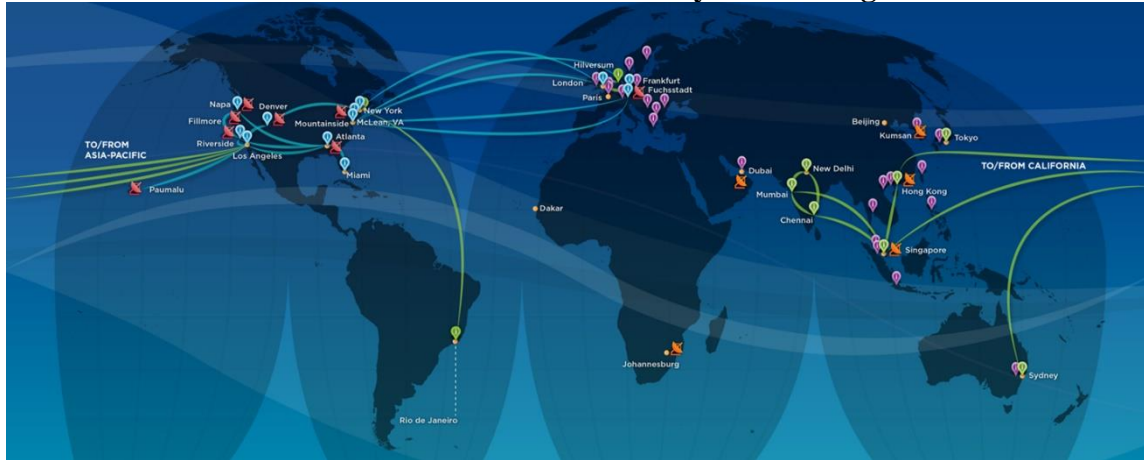 Hilversum
London
Frankfurt
Fuchsstadt
Paris
Napa
Denver
New York
Fillmore
Mountainside
McLean, VA
Beijing
Kumsan
Tokyo
Riverside
Atlanta
TO/FROM
ASIA-PACIFIC
Los Angeles
TO/FROM CALIFORNIA
Miami
Dubai
New Delhi
Paumalu
Mumbai
Hong Kong
Dakar
Chennai
Singapore
Johannesburg
Sydney
Rio de Janeiro